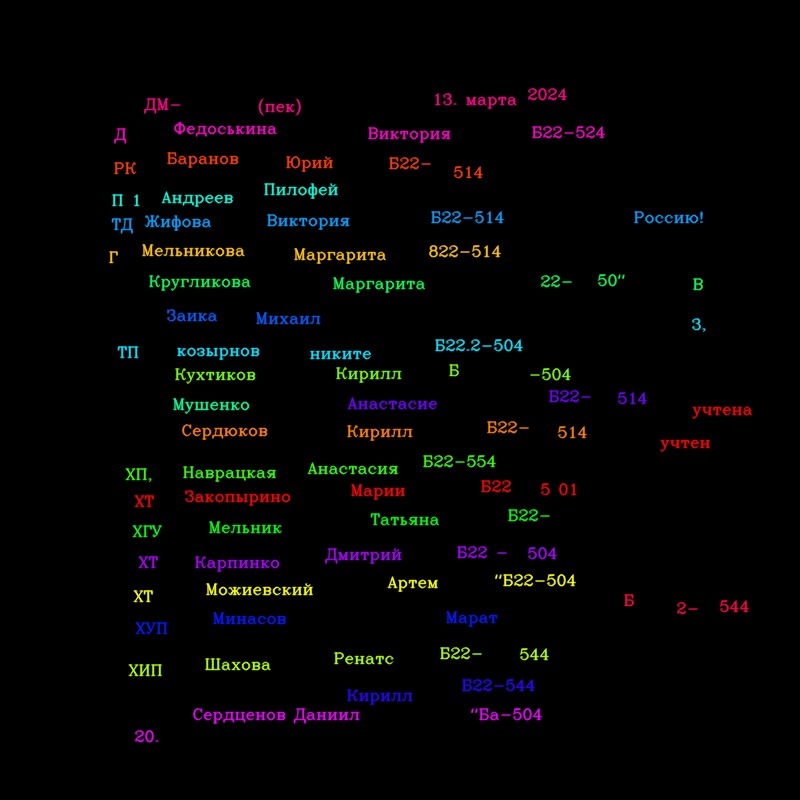 ДМ- (пек) 13. марта 2024
Д Федоськина Виктория Б22-524
РК Баранов Юрий Б22- 514
П 1 Андреев Пилофей
ТД Жифова Виктория Б22-514 Россию!
Г Мельникова Маргарита 822-514
Кругликова Маргарита 22- 50" В
Заика Михаил З,
ТП козырнов никите Б22.2-504
Кухтиков Кирилл Б -504
Мушенко Анастасие Б22- 514 учтена
Сердюков Кирилл Б22- 514 учтен
ХП, Наврацкая Анастасия Б22-554
ХТ Закопырино Марии Б22 5 01
ХГУ Мельник Татьяна Б22-
ХТ Карпинко Дмитрий Б22 - 504
ХТ Можиевский Артем "Б22-504
Б 2- 544
ХУП Минасов Марат
ХИП Шахова Ренатс Б22- 544
Кирилл Б22-544
Сердценов Даниил "Ба-504
20.